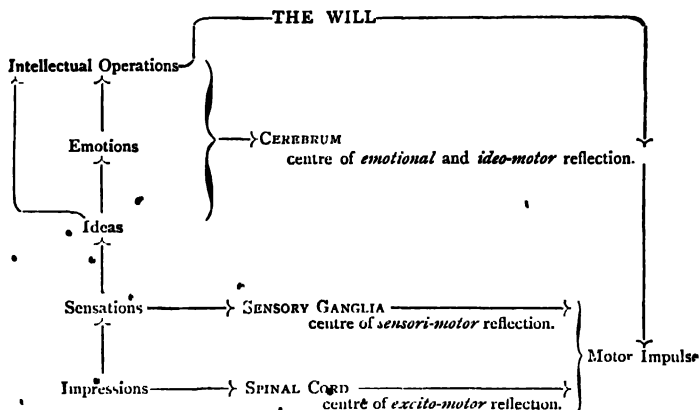 THE WILL
Intellectual Operations
Emotions
CEREBRUM
centre of emotional and ideo-motor reflection.
Ideas
Sensations
SENSORY GANGLIA
centre of sensori-motor reflection.
Motor Impulse
Impressions
SPINAL CORD
centre of excito-motor reflection.